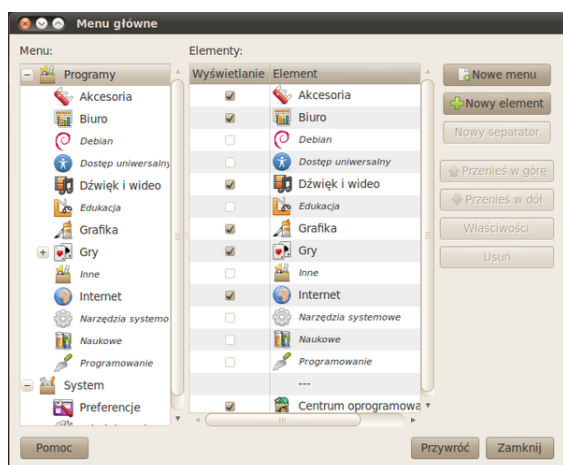 Menu główne
Menu:
Elementy:
Programy
Akcesoria
Biuro
Debian
Dostęp uniwersalny
Dźwięk i wideo
Edukacja
Grafika
Gry
Inne
Internet
Narzędzia systemo
Naukowe
Programowanie
System
Preferencje
Wyświetlanie Element
Akcesoria
Biuro
Debian
Dostęp uniwersalny
Dźwięk i wideo
Edukacja
Grafika
Gry
Inne
Internet
Narzędzia systemowe
Naukowe
Programowanie
---
Centrum oprogramowa
Nowe menu
Nowy element
Nowy separator
Przenieś w górę
Przenieś w dół
Właściwości
Usuń
Pomoc
Przywróć
Zamknij